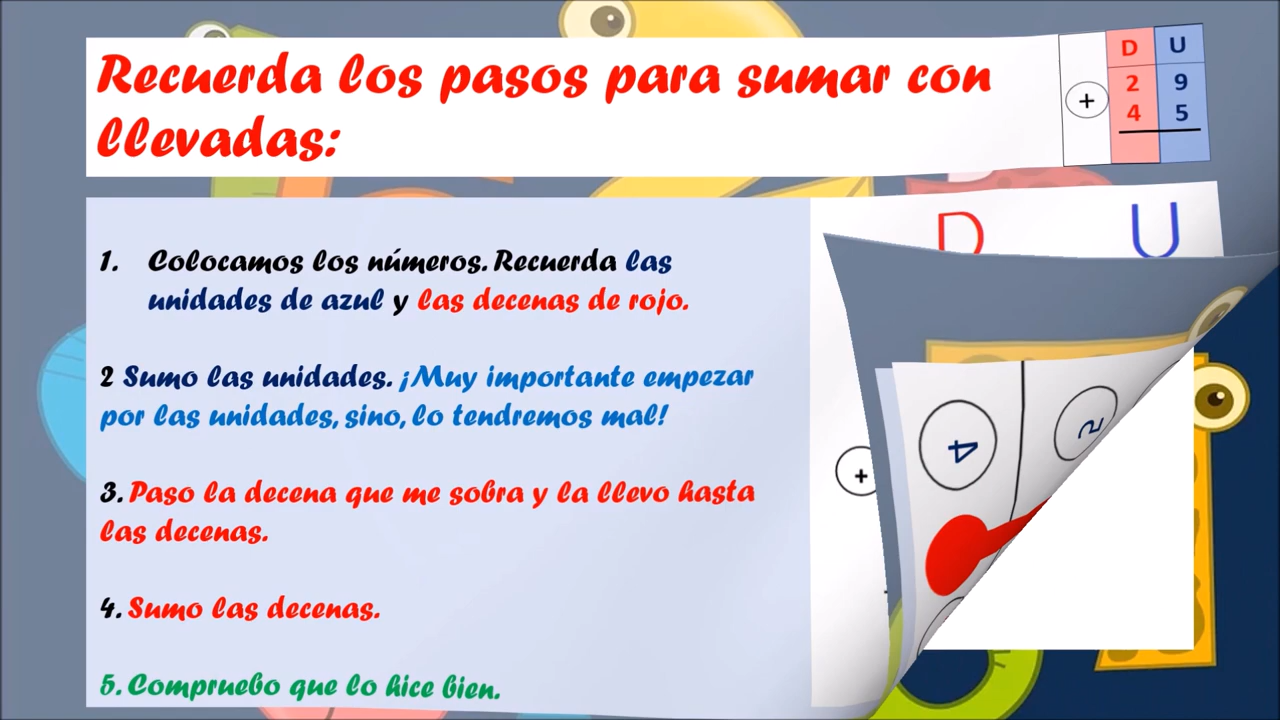 Recuerda los pasos para sumar con
llevadas:
D U
2 9
+
4 5
1. Colocamos los números. Recuerda las
unidades de azul y las decenas de rojo.
2 Sumo las unidades. ¡Muy importante empezar
por las unidades, sino, lo tendremos mal!
3. Paso la decena que me sobra y la llevo hasta
las decenas.
4. Sumo las decenas.
5. Compruebo que lo hice bien.
D U
+
4 2